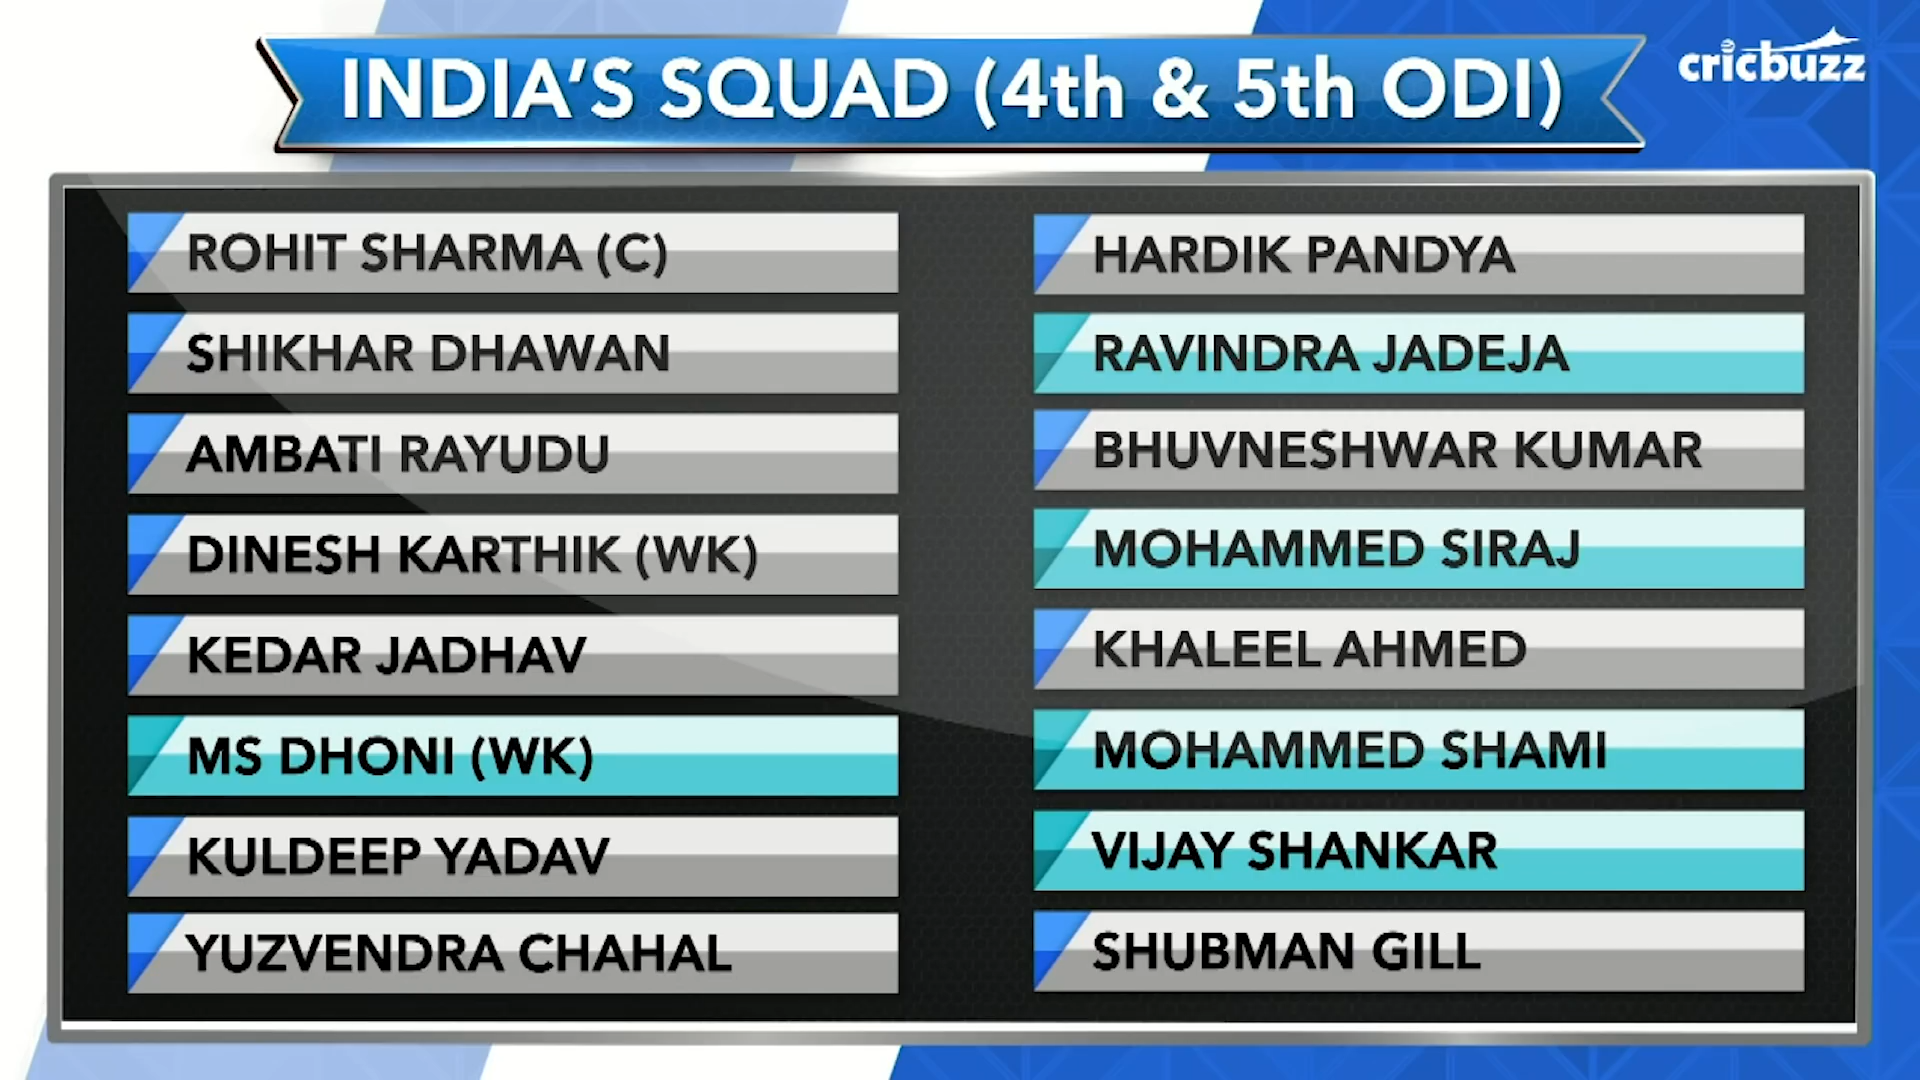 INDIA'S SQUAD (4th & 5th ODI)
cricbuzz
ROHIT SHARMA (C)
SHIKHAR DHAWAN
AMBATI RAYUDU
DINESH KARTHIK (WK)
KEDAR JADHAV
MS DHONI (WK)
KULDEEP YADAV
YUZVENDRA CHAHAL
HARDIK PANDYA
RAVINDRA JADEJA
BHUVNESHWAR KUMAR
MOHAMMED SIRAJ
KHALEEL AHMED
MOHAMMED SHAMI
VIJAY SHANKAR
SHUBMAN GILL